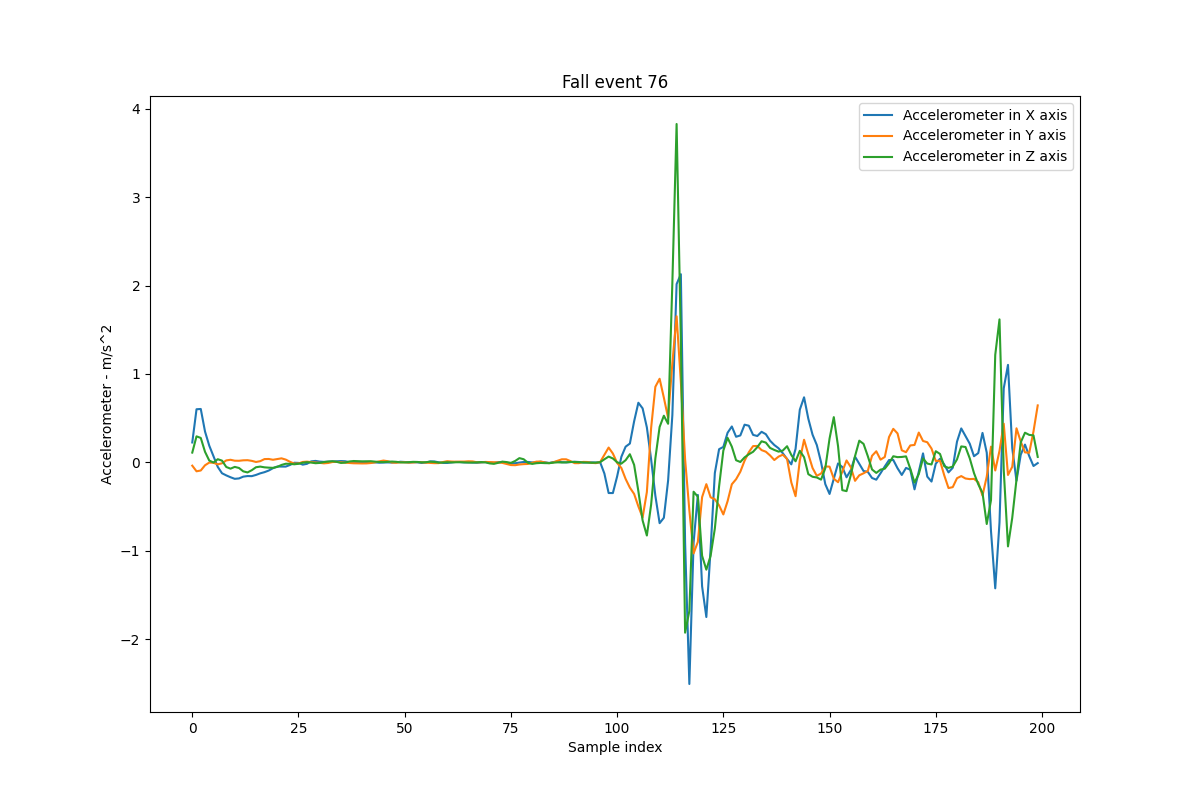 Fall event 76
Accelerometer in X axis
Accelerometer in Y axis
Accelerometer in Z axis
4
3
2
1
0
−1
−2
Accelerometer - m/s^2
0 25 50 75 100 125 150 175 200
Sample index